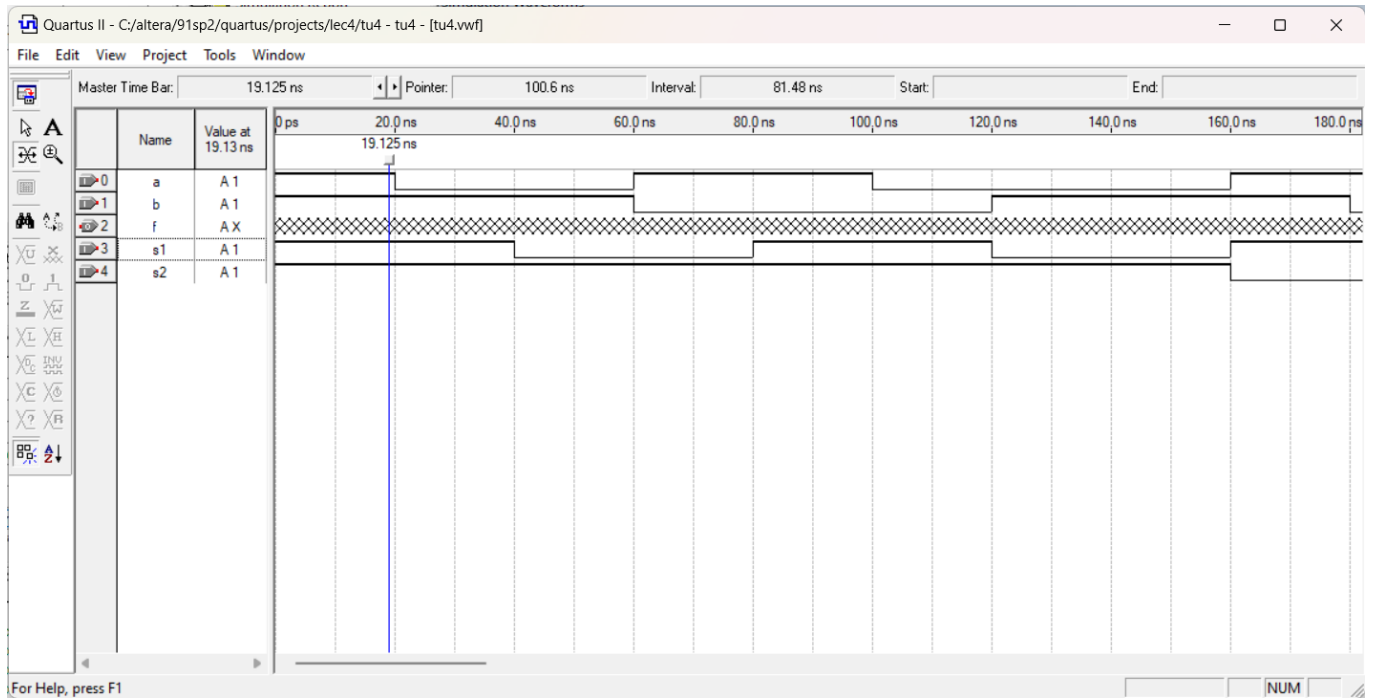 Quartus II - C:/altera/91sp2/quartus/projects/lec4/tu4 - tu4 - [tu4.vwf]
File Edit View Project Tools Window
Master Time Bar: 19.125 ns Pointer: 100.6 ns Interval: 81.48 ns Start: End:
Name Value at 19.13 ns
0 ps 20.0 ns 40.0 ns 60.0 ns 80.0 ns 100.0 ns 120.0 ns 140.0 ns 160.0 ns 180.0 ns
19.125 ns
0 a A 1
1 b A 1
2 f A X
3 s1 A 1
4 s2 A 1
For Help, press F1 NUM